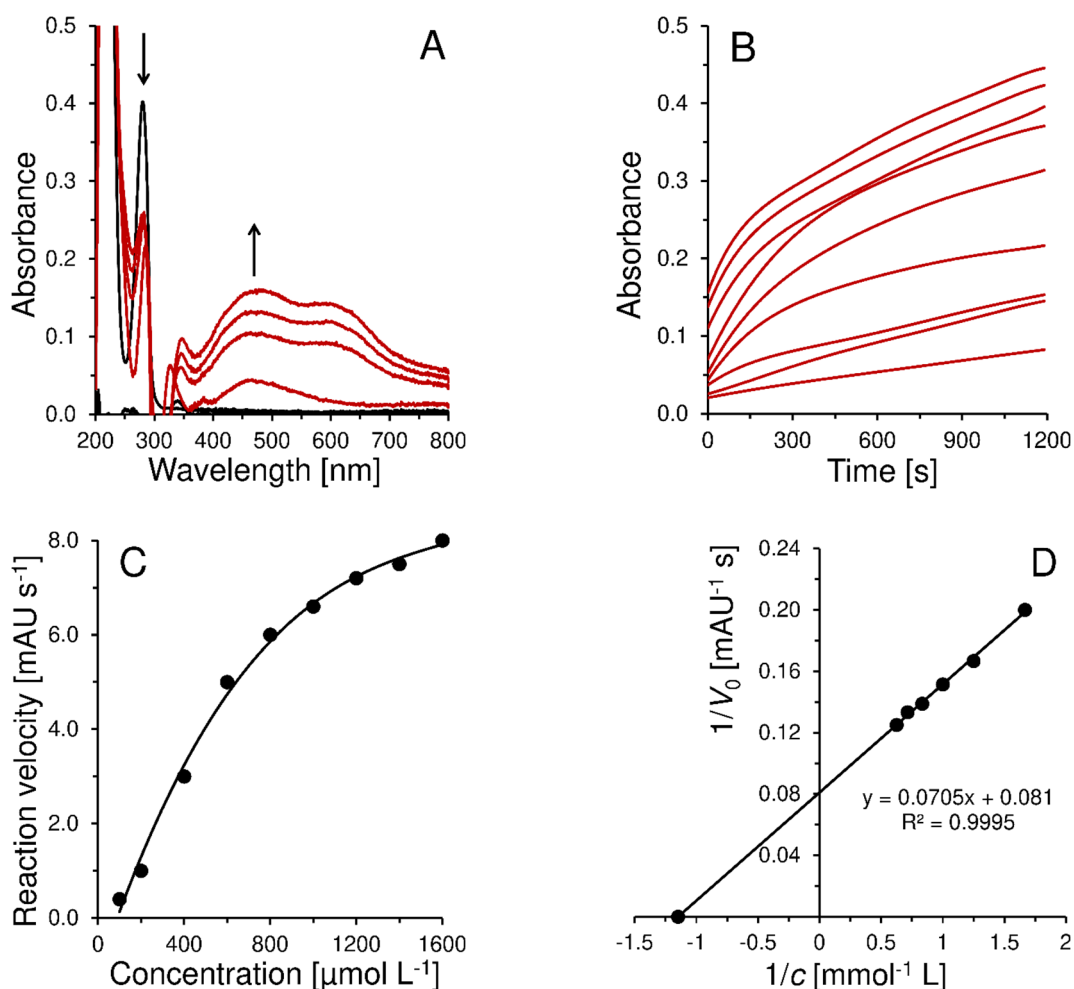 A
Absorbance
0.5
0.4
0.3
0.2
0.1
0.0
200 300 400 500 600 700 800
Wavelength [nm]
B
Absorbance
0.5
0.4
0.3
0.2
0.1
0.0
0 300 600 900 1200
Time [s]
C
Reaction velocity [mAU s⁻¹]
8.0
6.0
4.0
2.0
0.0
0 400 800 1200 1600
Concentration [µmol L⁻¹]
D
1/V₀ [mAU⁻¹ s]
0.24
0.20
0.16
0.12
0.08
0.04
y = 0.0705x + 0.081
R² = 0.9995
-1.5 -1 -0.5 0 0.5 1 1.5 2
1/c [mmol⁻¹ L]